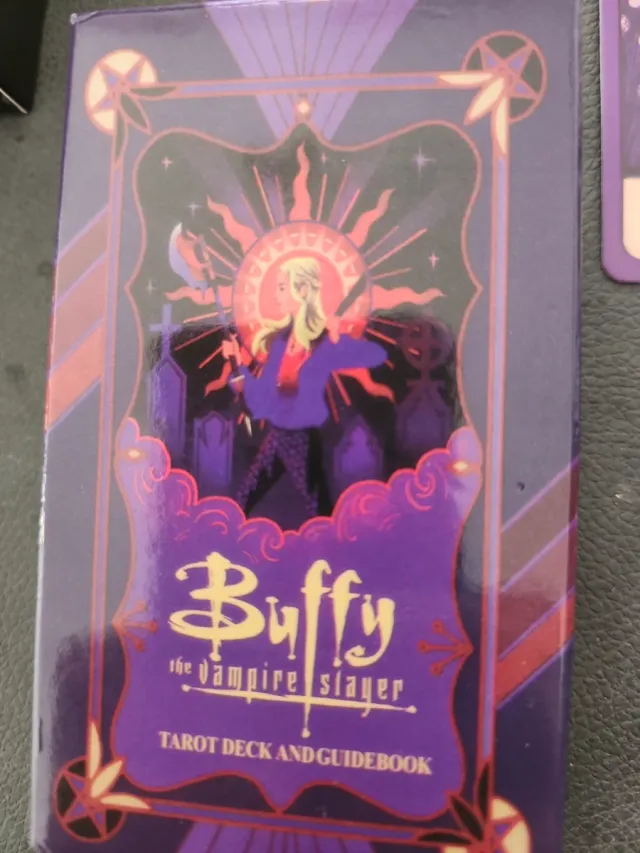 Buffy
the vampire slayer
TAROT DECK AND GUIDEBOOK